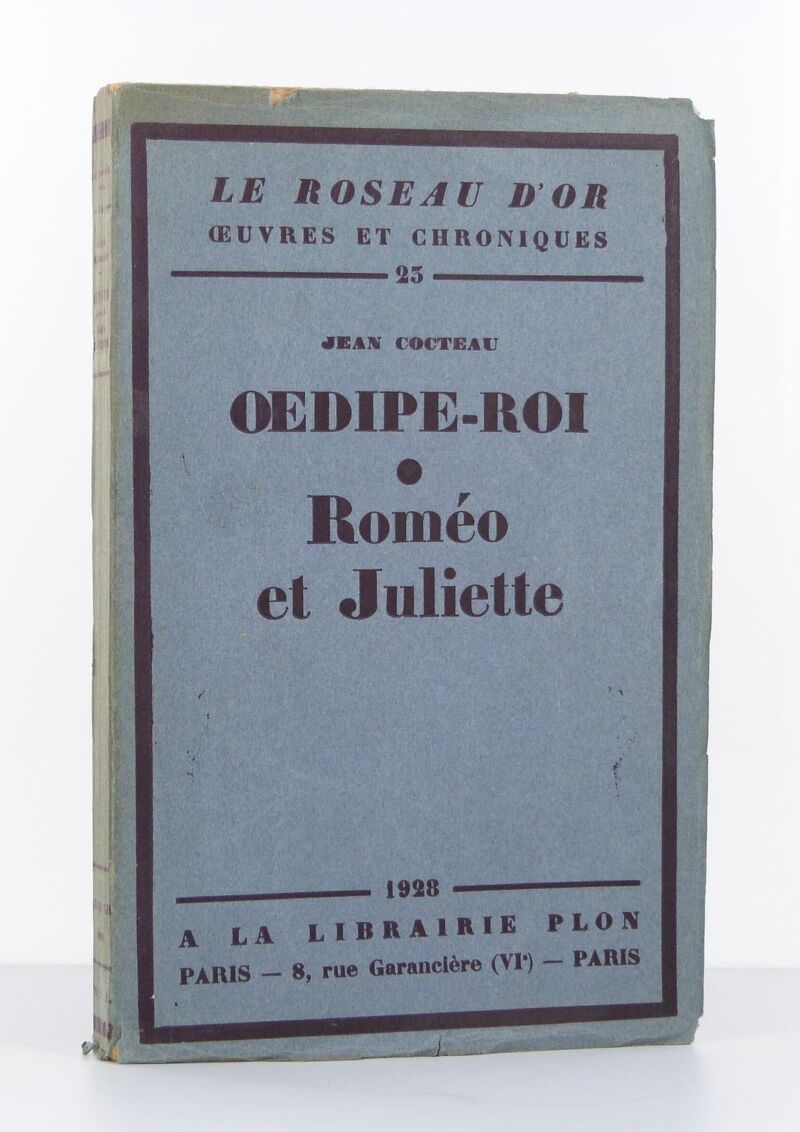 LE ROSEAU D'OR
ŒUVRES ET CHRONIQUES
23
JEAN COCTEAU
ŒDIPE-ROI
Roméo
et Juliette
1928
A LA LIBRAIRIE PLON
PARIS — 8, rue Garancière (VIᵉ) — PARIS